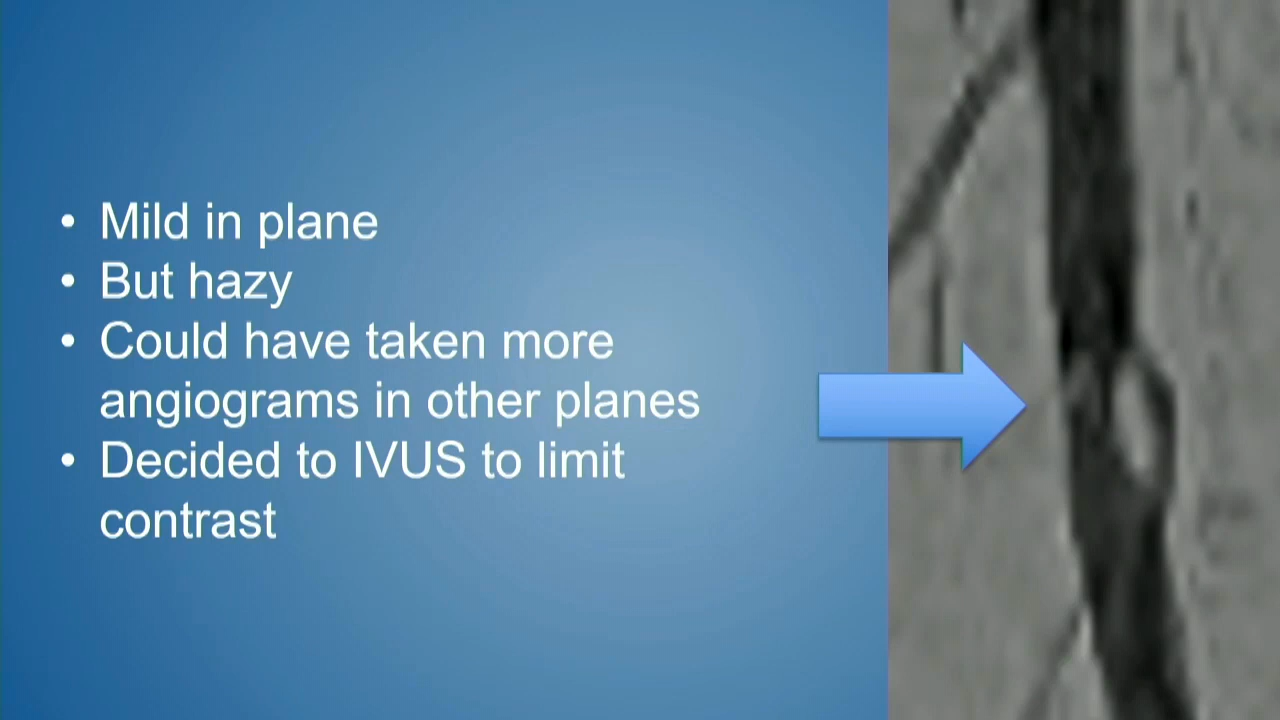 • Mild in plane
• But hazy
• Could have taken more
angiograms in other planes
• Decided to IVUS to limit
contrast